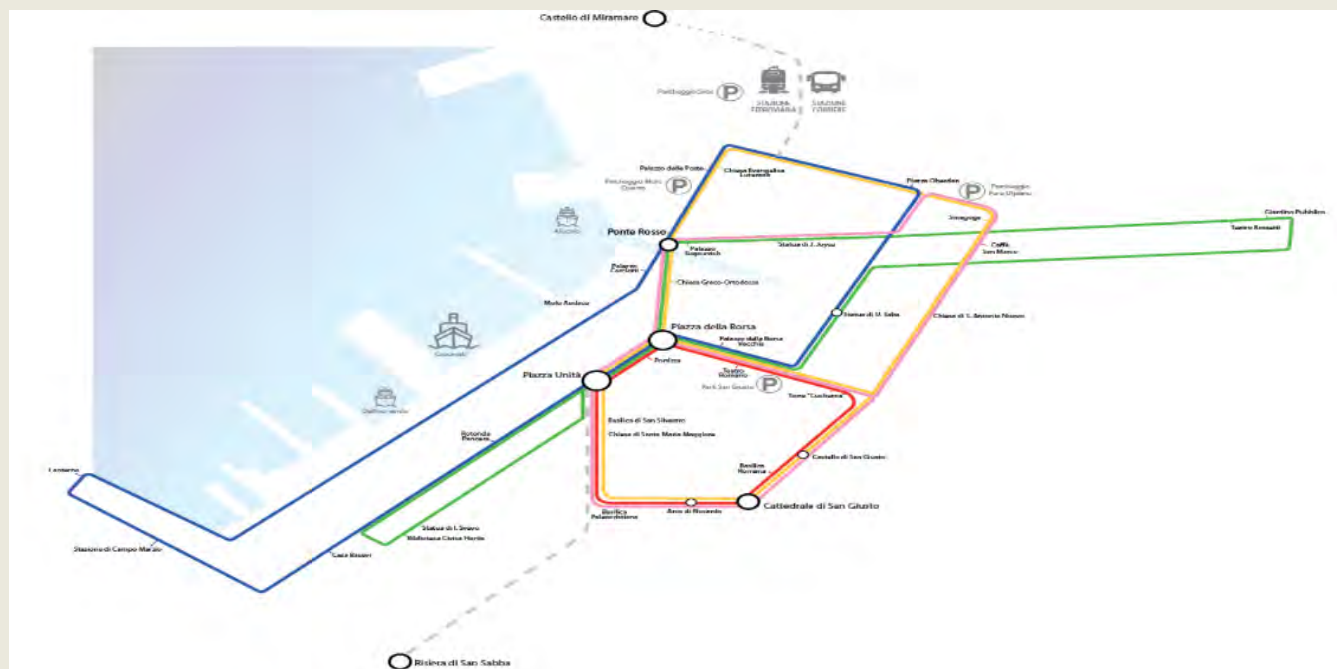 Castello di Miramare
P
STAZIONE
FERROVIARIA
STAZIONE
CORRIERE
Palazzo delle Poste
Chiesa Evangelica
Luterana
Piazza Oberdan
P
Parcheggio
Foro Ulpiano
Parcheggio Molo
P
Sinagoga
Giardino Pubblico
Teatro Rossetti
Ponte Rosso
Palazzo
Gopcevich
Statua di J. Joyce
Caffè
San Marco
Palazzo
Carciotti
Chiesa Greco-Ortodossa
Molo Audace
Statua di U. Saba
Chiesa di S. Antonio Nuovo
Piazza della Borsa
Palazzo della Borsa
Vecchia
Piazza Unità
Teatro
Romano
Park San Giusto
P
Basilica di San Silvestro
Chiesa di Santa Maria Maggiore
Rotonda
Pancera
Castello di San Giusto
Basilica
Romana
Lanterna
Cattedrale di San Giusto
Basilica
Paleocristiana
Arco di Riccardo
Statua di I. Svevo
Biblioteca Civica Hortis
Stazione di Campo Marzio
Risiera di San Sabba